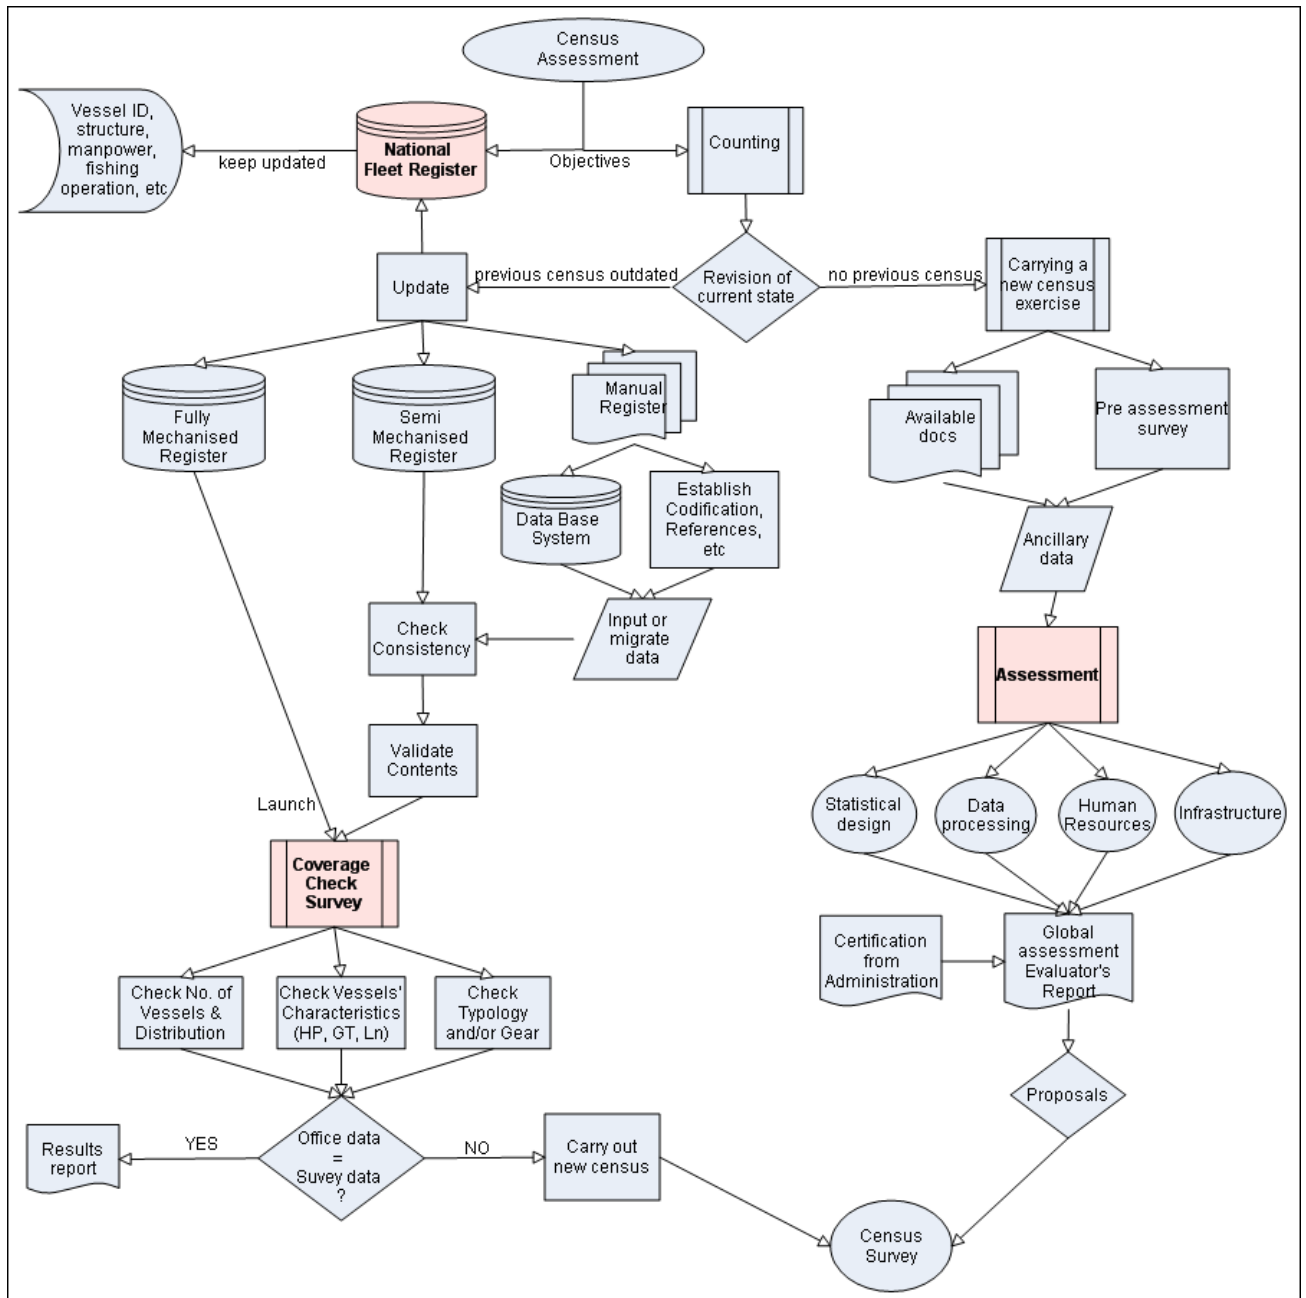 Census
Assessment
Vessel ID,
structure,
manpower,
fishing
operation, etc
keep updated
National
Fleet Register
Objectives
Counting
Update
previous census outdated
Revision of
current state
no previous census
Carrying a
new census
exercise
Fully
Mechanised
Register
Semi
Mechanised
Register
Manual
Register
Available
docs
Pre assessment
survey
Data Base
System
Establish
Codification,
References,
etc
Ancillary
data
Check
Consistency
Input or
migrate
data
Assessment
Validate
Contents
Launch
Statistical
design
Data
processing
Human
Resources
Infrastructure
Coverage
Check
Survey
Certification
from
Administration
Global
assessment
Evaluator's
Report
Check No. of
Vessels &
Distribution
Check Vessels'
Characteristics
(HP, GT, Ln)
Check
Typology
and/or Gear
Proposals
Results
report
YES
Office data
=
Suvey data
?
NO
Carry out
new census
Census
Survey